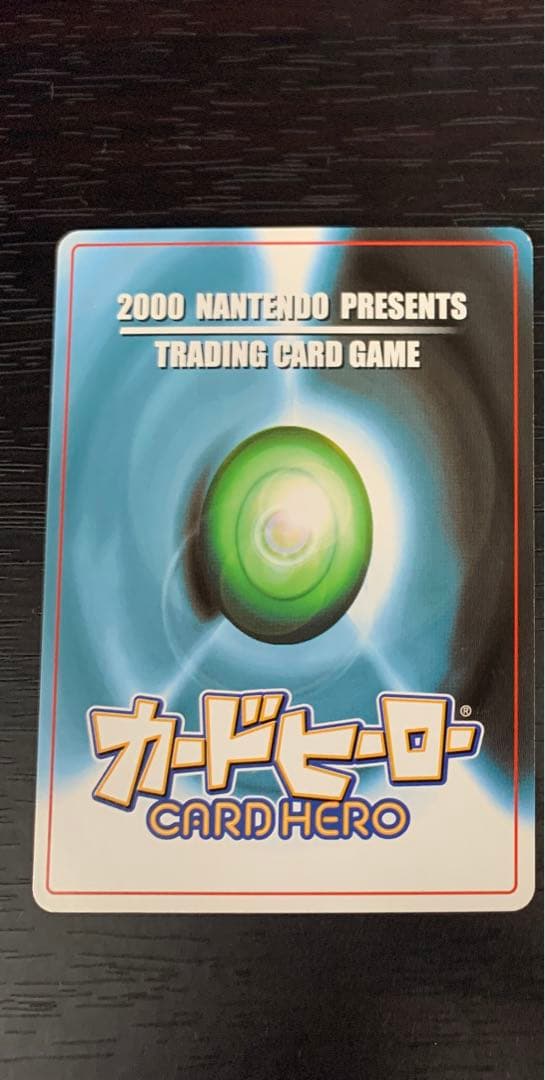 2000 NANTENDO PRESENTS
TRADING CARD GAME
カードヒーロー®
CARD HERO